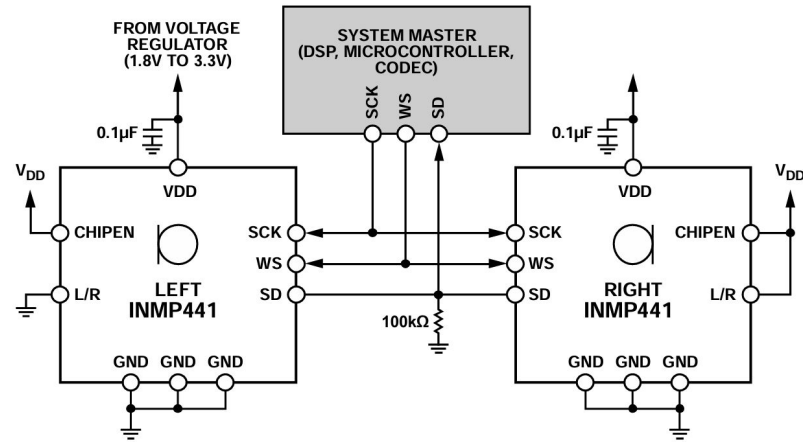 FROM VOLTAGE
REGULATOR
(1.8V TO 3.3V)
SYSTEM MASTER
(DSP, MICROCONTROLLER,
CODEC)
SCK
WS
SD
0.1µF
0.1µF
VDD
VDD
VDD
VDD
CHIPEN
L/R
LEFT
INMP441
SCK
WS
SD
GND
GND
GND
100kΩ
SCK
WS
SD
RIGHT
INMP441
CHIPEN
L/R
GND
GND
GND